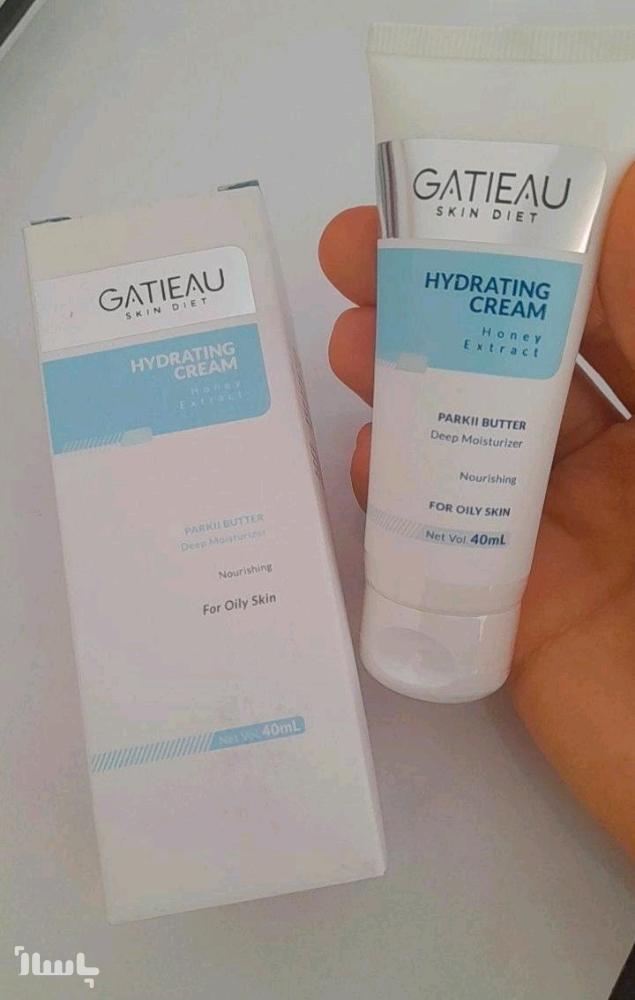 GATIEAU
SKIN DIET
HYDRATING
CREAM
Honey
Extract
PARKII BUTTER
Deep Moisturizer
Nourishing
For Oily Skin
Net Vol. 40mL
GATIEAU
SKIN DIET
HYDRATING
CREAM
Honey
Extract
PARKII BUTTER
Deep Moisturizer
Nourishing
FOR OILY SKIN
Net Vol. 40mL
باسلا